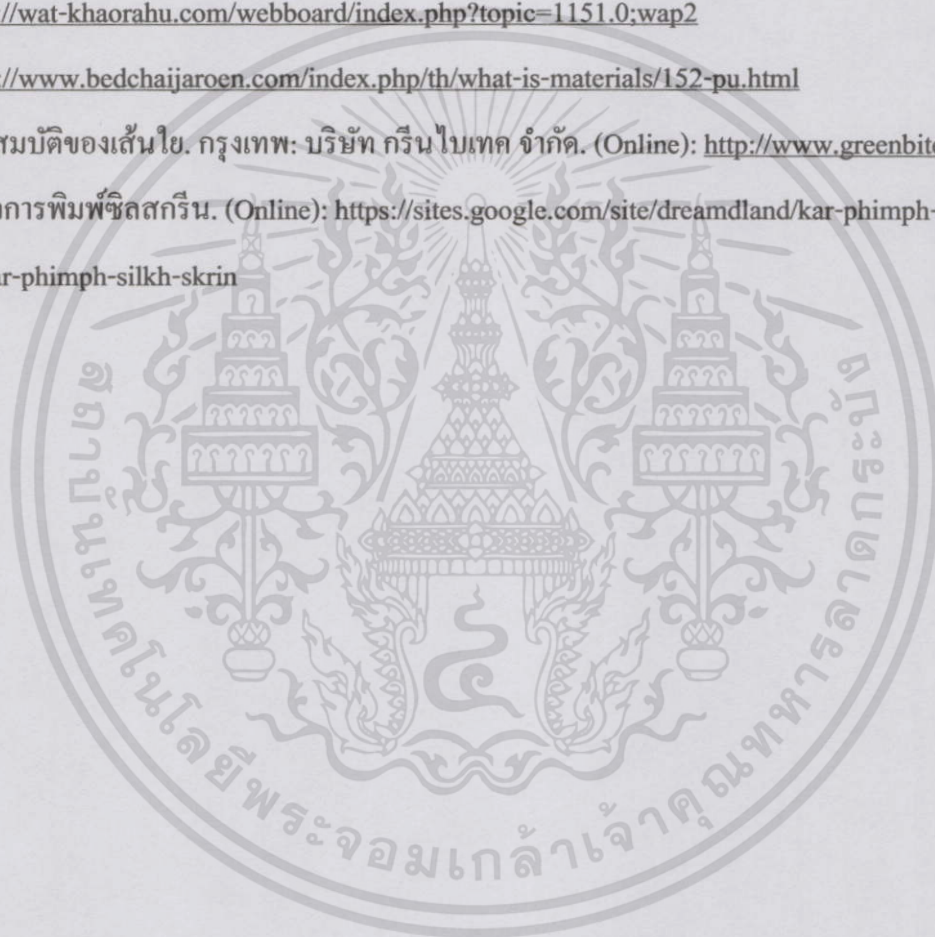 ://wat-khaorahu.com/webboard/index.php?topic=1151.0;wap2
://www.bedchaijaroen.com/index.php/th/what-is-materials/152-pu.html
สมบัติของเส้นใย. กรุงเทพ: บริษัท กรีนไบเทค จำกัด. (Online): http://www.greenbite
การพิมพ์ซิลสกรีน. (Online): https://sites.google.com/site/dreamdland/kar-phimph-
r-phimph-silkh-skrin
สถาบันเทคโนโลยีพระจอมเกล้าเจ้าคุณทหารลาดกระบัง
๔